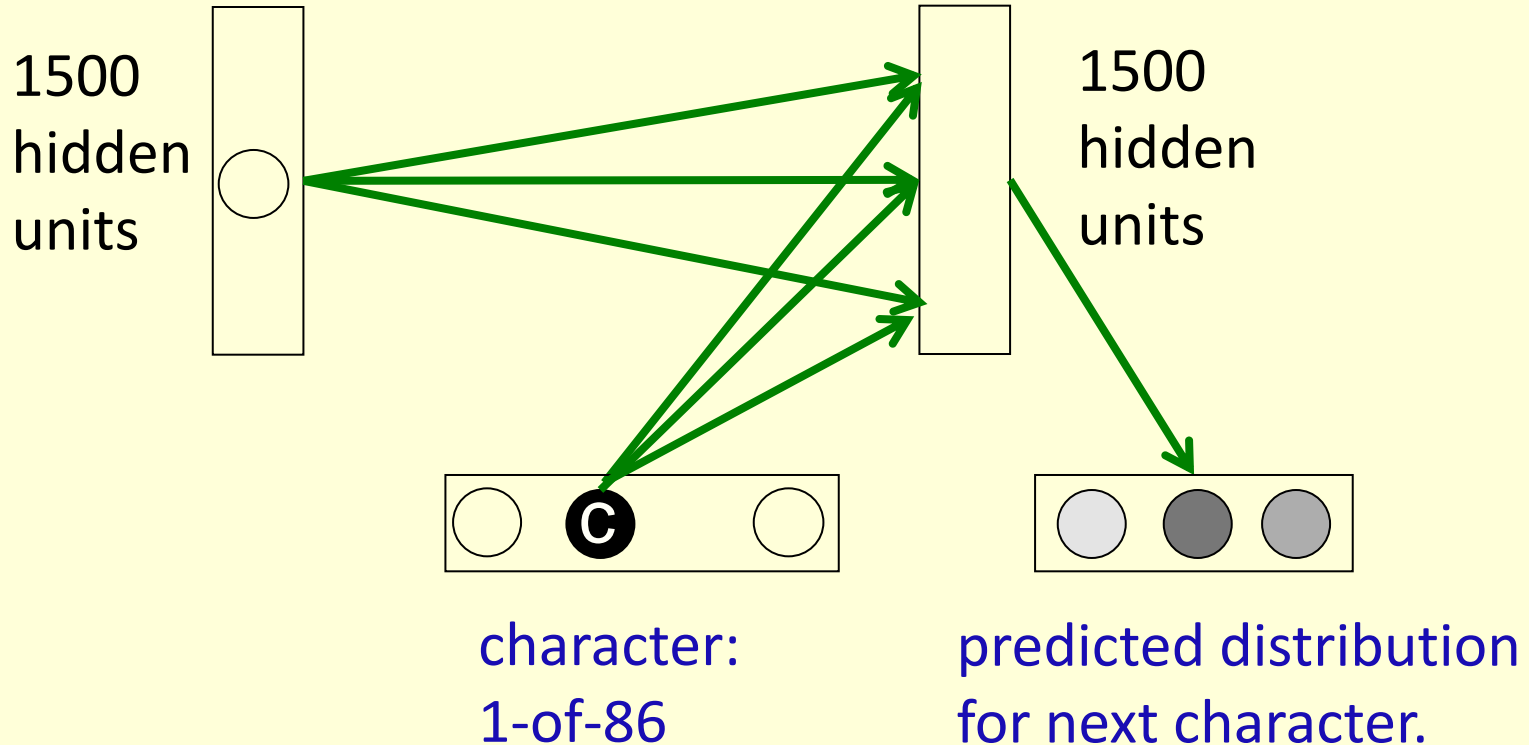 1500
hidden
units
1500
hidden
units
c
character:
1-of-86
predicted distribution
for next character.